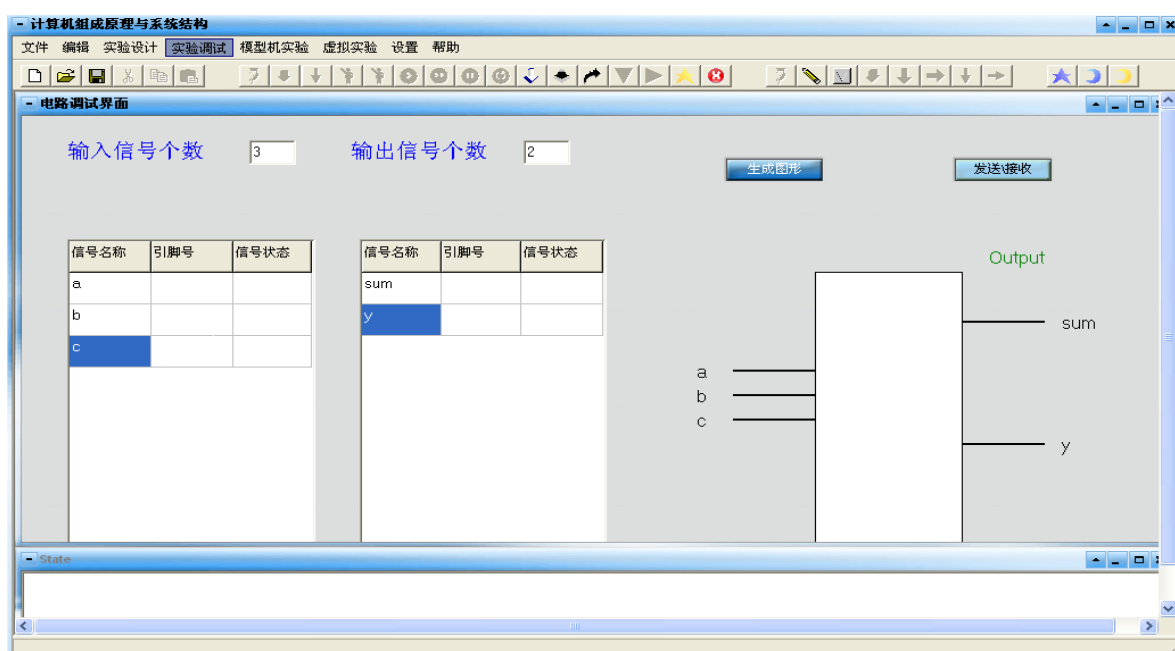 计算机组成原理与系统结构
文件 编辑 实验设计 实验调试 模型机实验 虚拟实验 设置 帮助
电路调试界面
输入信号个数 3 输出信号个数 2
生成图形 发送\接收
信号名称 引脚号 信号状态
a
b
c
信号名称 引脚号 信号状态
sum
y
Output
sum
a
b
c
y
State